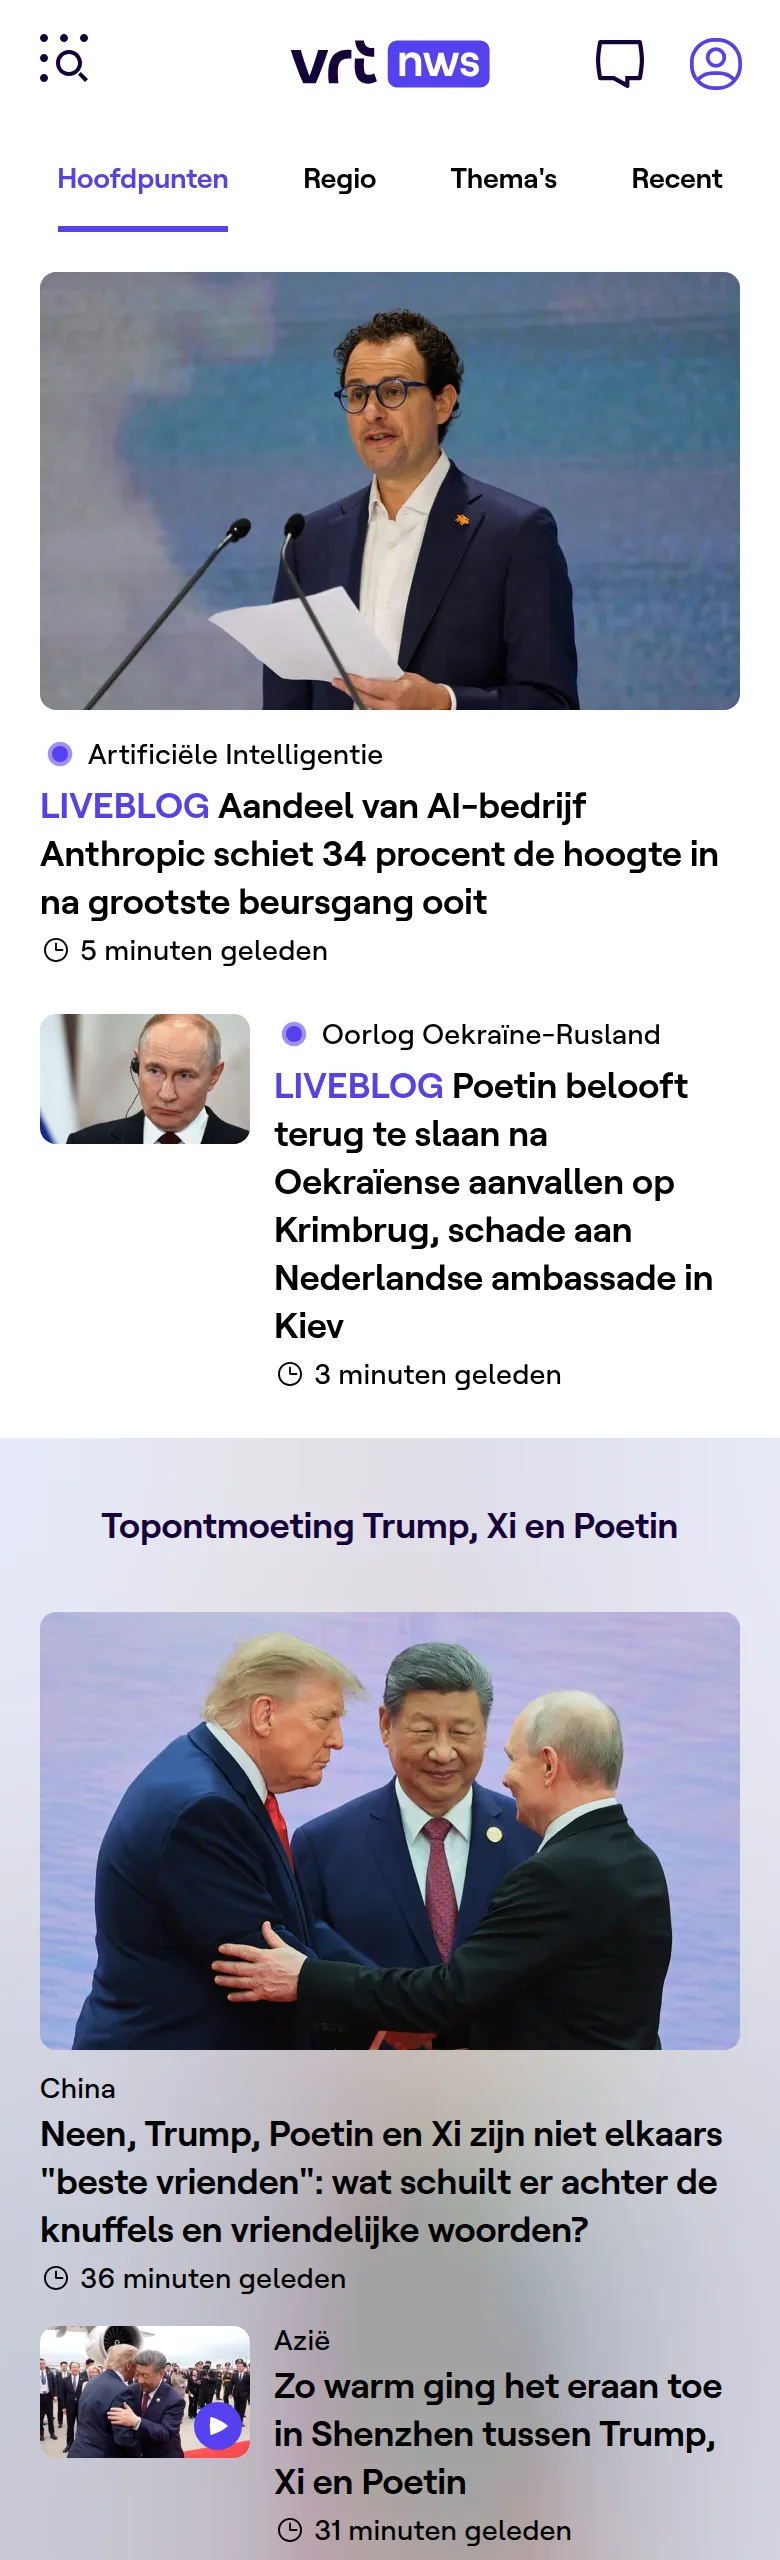 vrt nws
Hoofdpunten Regio Thema's Recent
Artificiële Intelligentie
LIVEBLOG Aandeel van AI-bedrijf
Anthropic schiet 34 procent de hoogte in
na grootste beursgang ooit
5 minuten geleden
Oorlog Oekraïne-Rusland
LIVEBLOG Poetin belooft
terug te slaan na
Oekraïense aanvallen op
Krimbrug, schade aan
Nederlandse ambassade in
Kiev
3 minuten geleden
Topontmoeting Trump, Xi en Poetin
China
Neen, Trump, Poetin en Xi zijn niet elkaars
"beste vrienden": wat schuilt er achter de
knuffels en vriendelijke woorden?
36 minuten geleden
Azië
Zo warm ging het eraan toe
in Shenzhen tussen Trump,
Xi en Poetin
31 minuten geleden